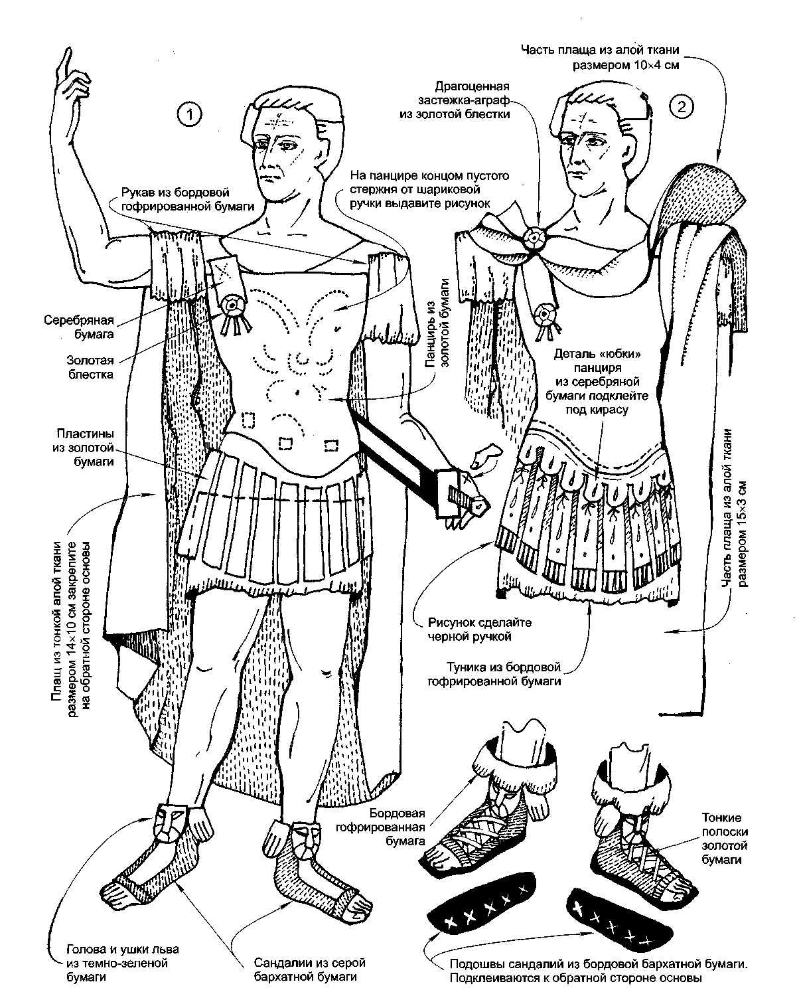 Часть плаща из алой ткани
размером 10×4 см
Драгоценная
застежка-аграф
из золотой блестки
1
2
На панцире концом пустого
стержня от шариковой
ручки выдавите рисунок
Рукав из бордовой
гофрированной бумаги
Серебряная
бумага
Золотая
блестка
Панцирь из
золотой бумаги
Деталь «юбки»
панциря
из серебряной
бумаги подклейте
под кирасу
Пластины
из золотой
бумаги
Плащ из тонкой алой ткани
размером 14×10 см закрепите
на обратной стороне основы
Часть плаща из алой ткани
размером 15×3 см
Рисунок сделайте
черной ручкой
Туника из бордовой
гофрированной бумаги
Бордовая
гофрированная
бумага
Тонкие
полоски
золотой
бумаги
Голова и ушки льва
из темно-зеленой
бумаги
Сандалии из серой
бархатной бумаги
Подошвы сандалий из бордовой бархатной бумаги.
Подклеиваются к обратной стороне основы